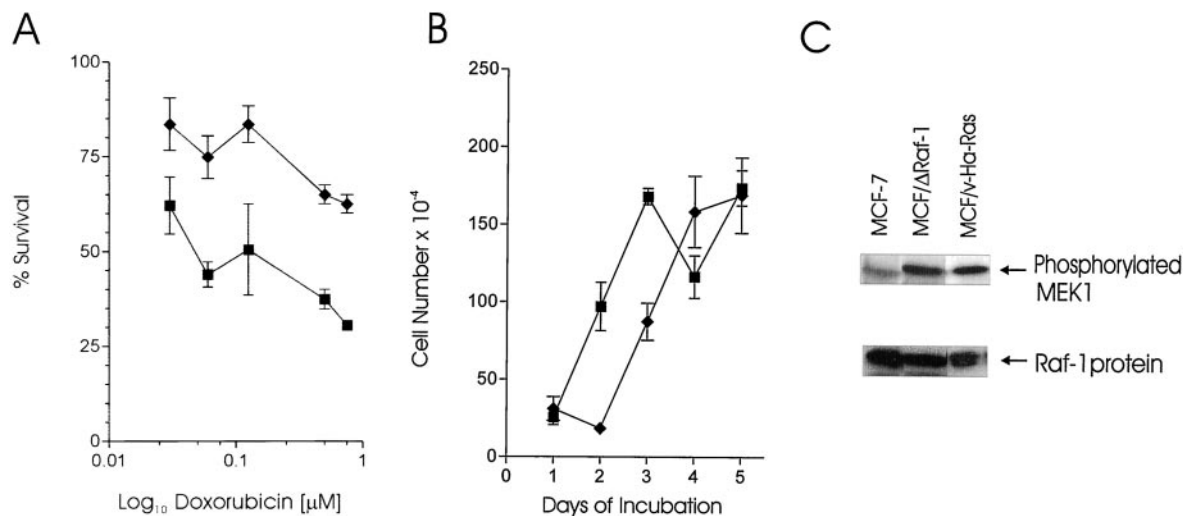 A
100
75
50
25
0
% Survival
0.01
0.1
1
Log₁₀ Doxorubicin [µM]
B
250
200
150
100
50
0
Cell Number x 10⁻⁴
0
1
2
3
4
5
Days of Incubation
C
MCF-7
MCF/ΔRaf-1
MCF/v-Ha-Ras
Phosphorylated
MEK1
Raf-1protein